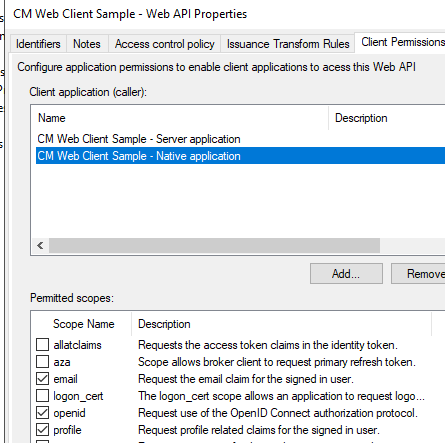 CM Web Client Sample - Web API Properties
Identifiers Notes Access control policy Issuance Transform Rules Client Permissions
Configure application permissions to enable client applications to acess this Web API
Client application (caller):
Name Description
CM Web Client Sample - Server application
CM Web Client Sample - Native application
Add... Remove
Permitted scopes:
Scope Name Description
allatclaims Requests the access token claims in the identity token.
aza Scope allows broker client to request primary refresh token.
email Request the email claim for the signed in user.
logon_cert The logon_cert scope allows an application to request logo...
openid Request use of the OpenID Connect authorization protocol.
profile Request profile related claims for the signed in user.